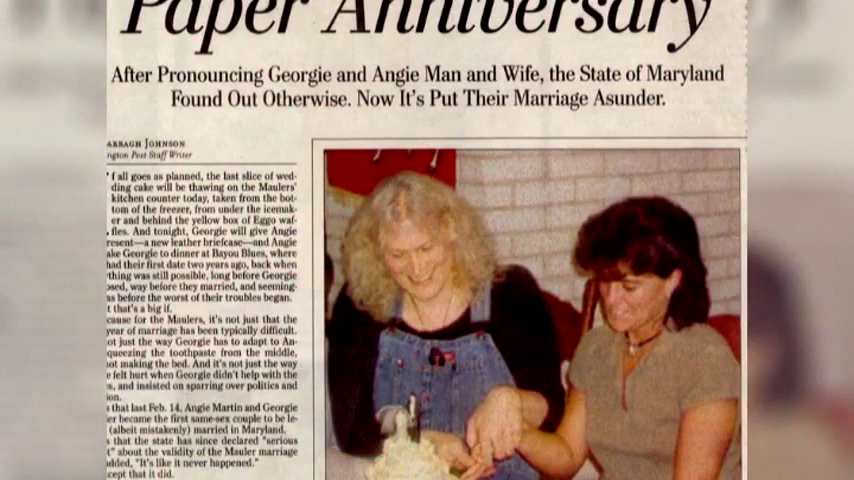 Paper Anniversary
After Pronouncing Georgie and Angie Man and Wife, the State of Maryland
Found Out Otherwise. Now It's Put Their Marriage Asunder.
ARRAGH JOHNSON
ngton Post Staff Writer
f all goes as planned, the last slice of wed-
ding cake will be thawing on the Maulers'
kitchen counter today, taken from the bot-
tom of the freezer, from under the icemak-
er and behind the yellow box of Eggo waf-
fles. And tonight, Georgie will give Angie
resent—a new leather briefcase—and Angie
ake Georgie to dinner at Bayou Blues, where
had their first date two years ago, back when
ything was still possible, long before Georgie
osed, way before they married, and seeming-
as before the worst of their troubles began.
t that's a big if.
cause for the Maulers, it's not just that the
year of marriage has been typically difficult.
ot just the way Georgie has to adapt to An-
queezing the toothpaste from the middle,
not making the bed. And it's not just the way
e felt hurt when Georgie didn't help with the
s, and insisted on sparring over politics and
ion.
s that last Feb. 14, Angie Martin and Georgie
er became the first same-sex couple to be le-
(albeit mistakenly) married in Maryland.
s that the state has since declared "serious
t" about the validity of the Mauler marriage
dded, "It's like it never happened."
cept that it did.